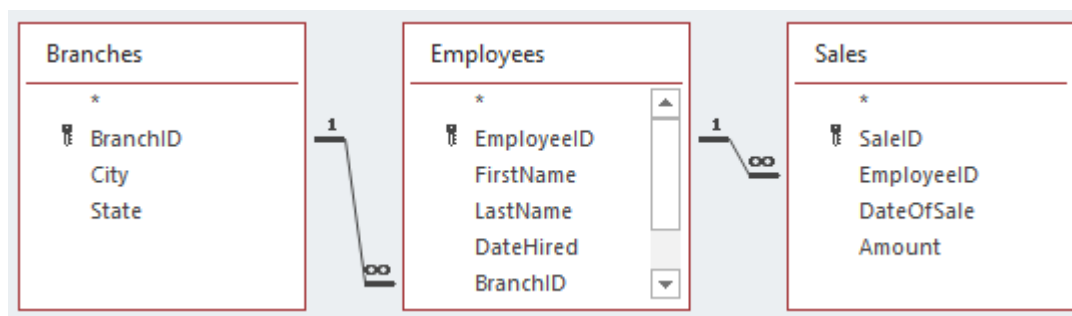 Branches
*
BranchID
City
State
1
∞
Employees
*
EmployeeID
FirstName
LastName
DateHired
BranchID
1
∞
Sales
*
SaleID
EmployeeID
DateOfSale
Amount